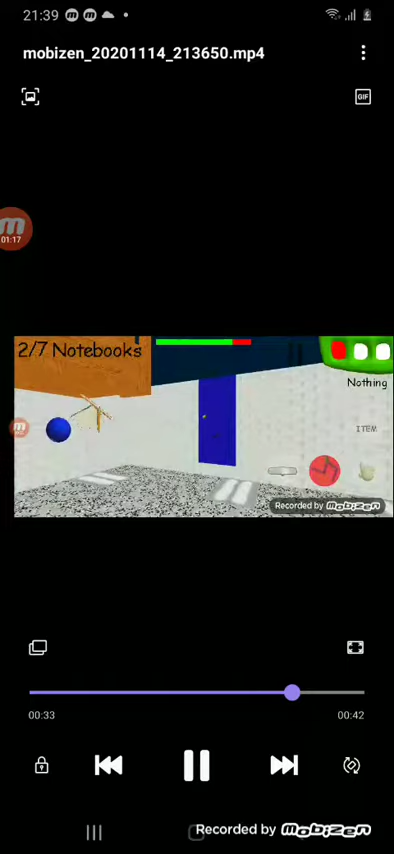 21:39
mobizen_20201114_213650.mp4
GIF
01:17
2/7 Notebooks
Nothing
ITEM
Recorded by mobizen
00:33
00:42
Recorded by mobizen